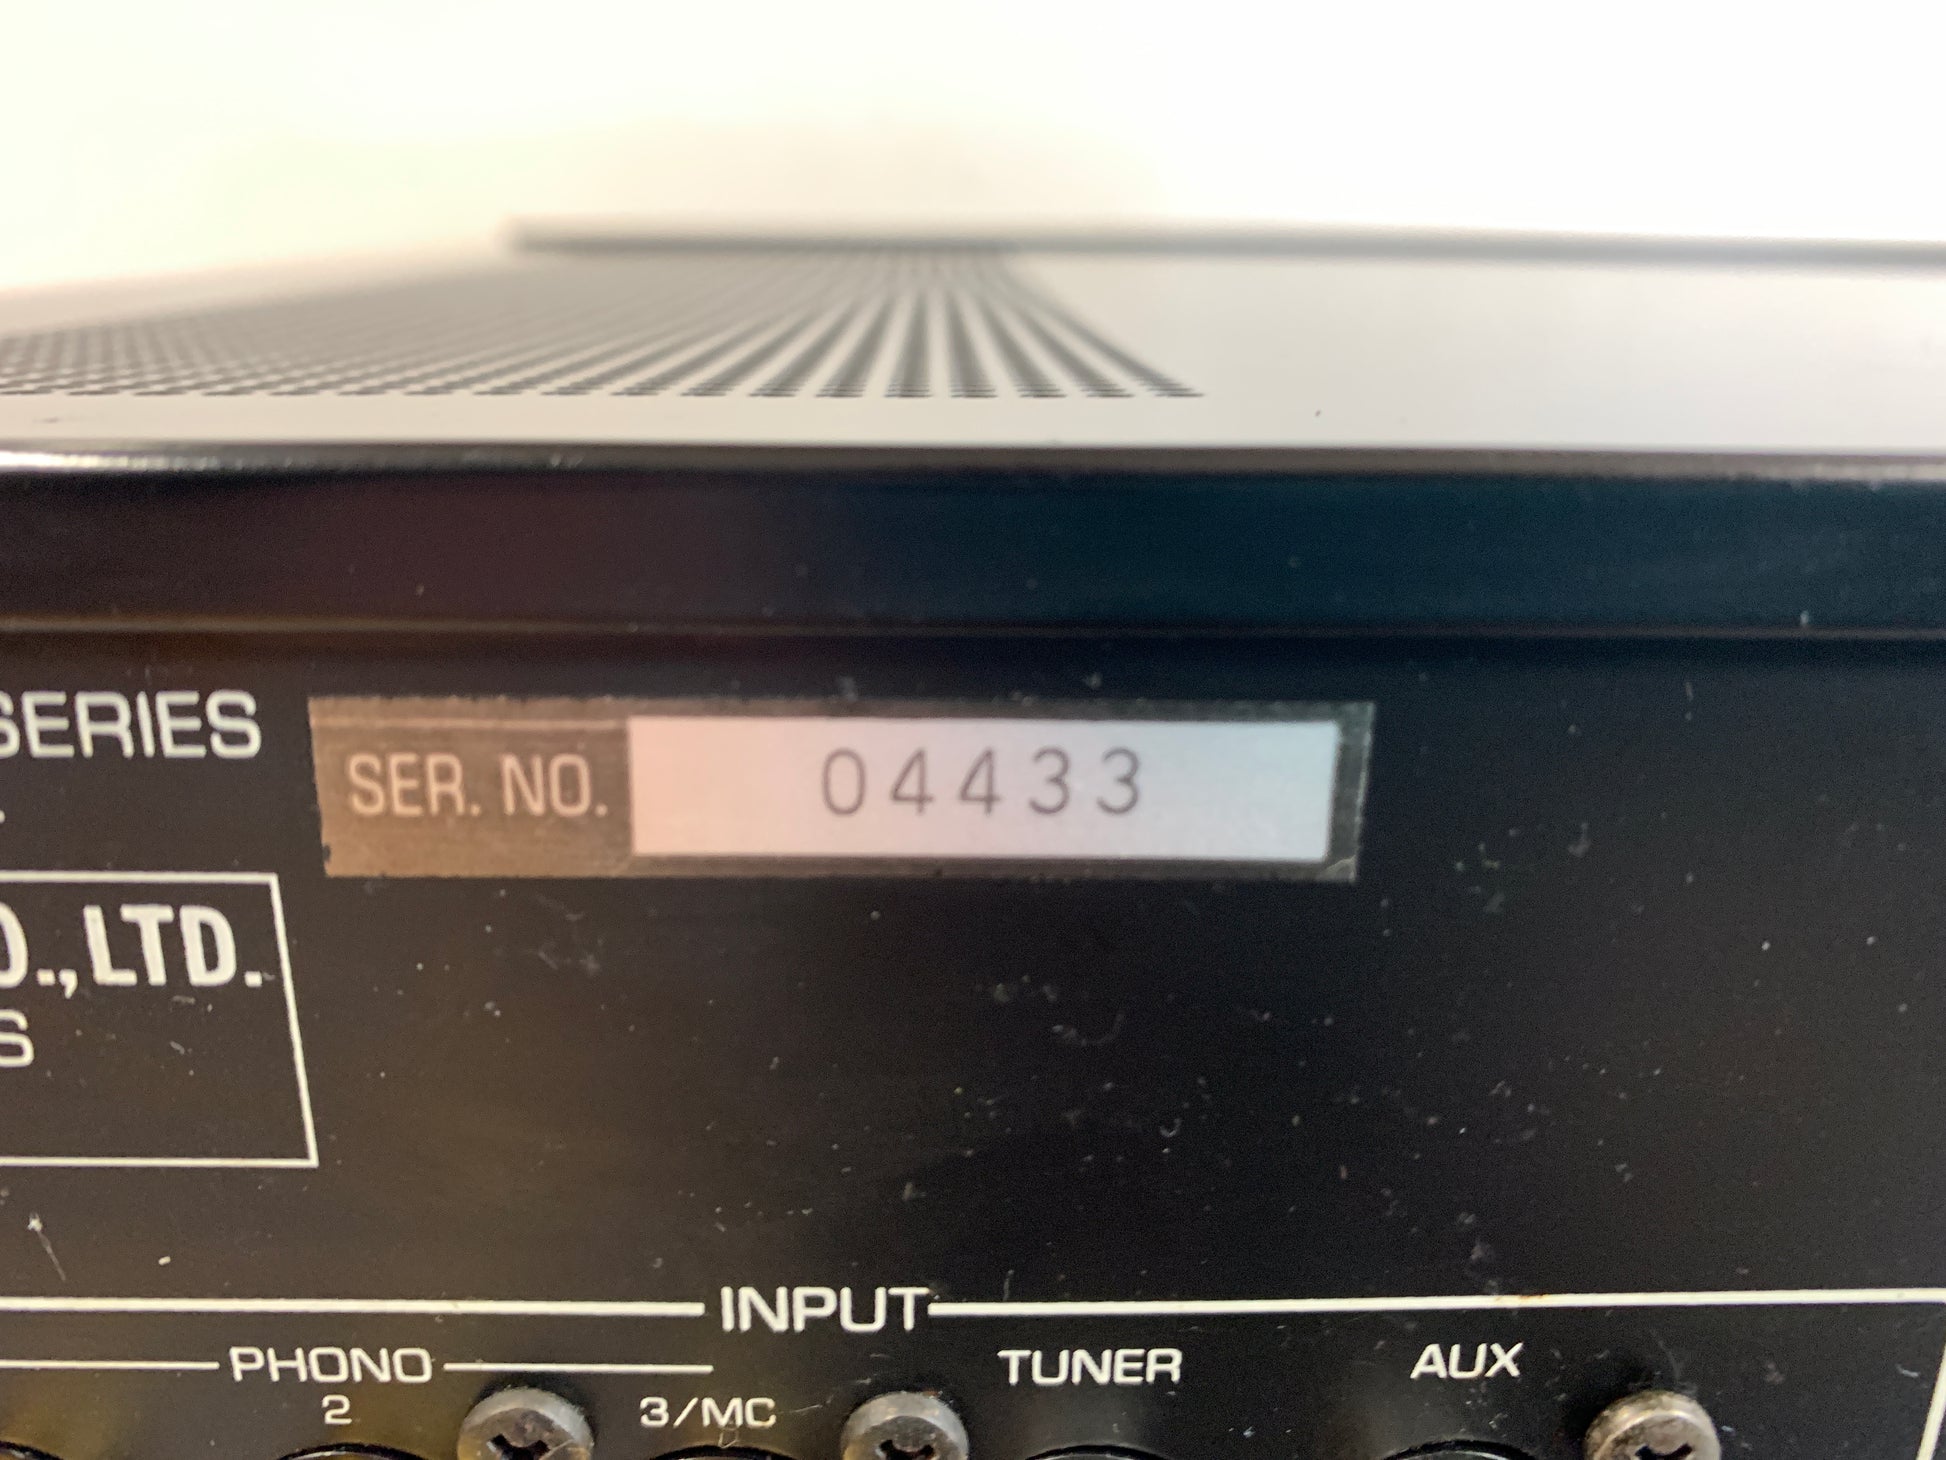 SERIES
SER. NO. 04433
O.,LTD.
S
INPUT
PHONO
TUNER
AUX
2
3/MC